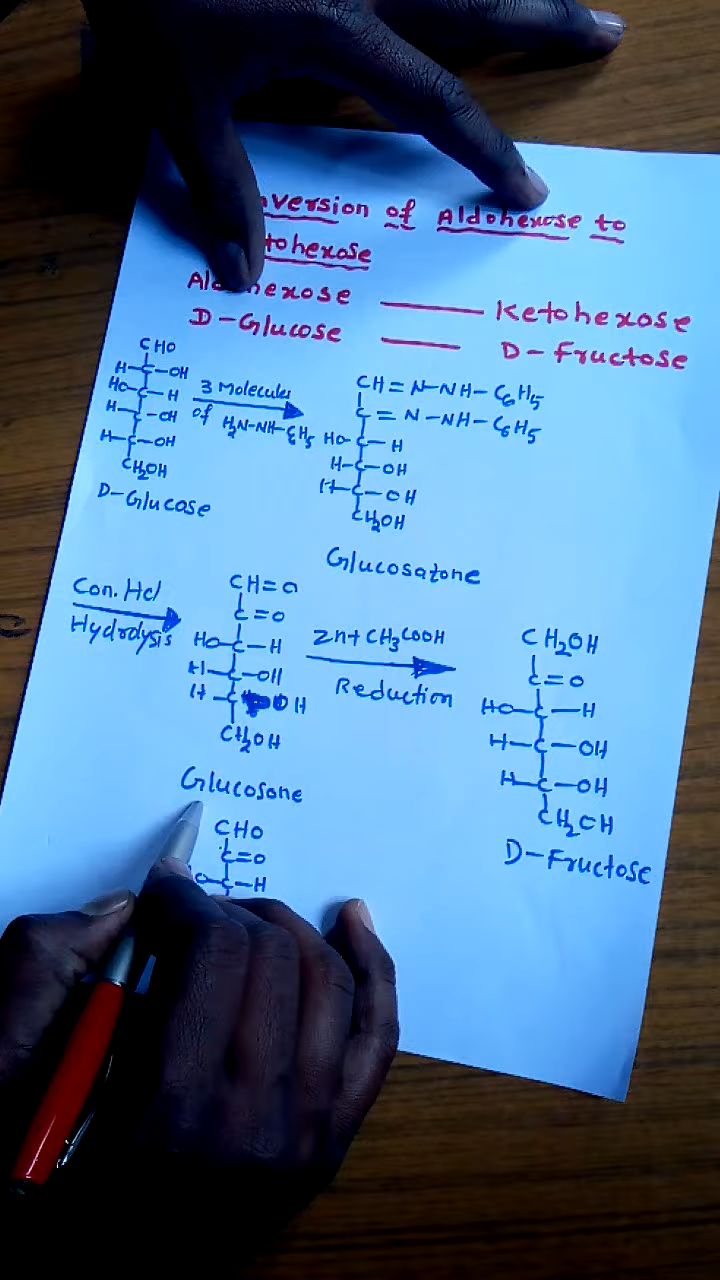 version of Aldohexose to
tohexose
hexose ——— Ketohexose
D-Glucose ——— D-Fructose
CHO
H-C-OH
HO-C-H
H-C-OH
H-C-OH
CH2OH
D-Glucose
3 Molecules
of H2N-NH-C6H5
CH=N-NH-C6H5
C=N-NH-C6H5
HO-C-H
H-C-OH
H-C-OH
CH2OH
Glucosazone
Con. Hcl
Hydrolysis
CH=O
C=O
HO-C-H
H-C-OH
H-C-OH
CH2OH
Glucosone
Zn+CH3COOH
Reduction
CH2OH
C=O
HO-C-H
H-C-OH
H-C-OH
CH2OH
D-Fructose
CHO
C=O
C-H